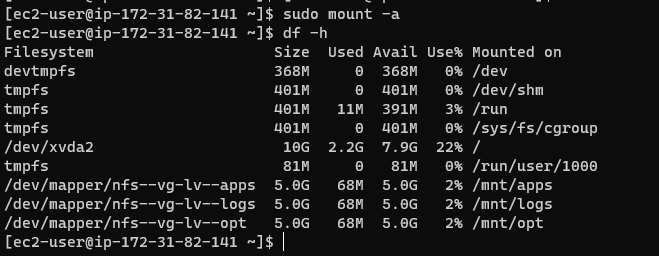 [ec2-user@ip-172-31-82-141 ~]$ sudo mount -a
[ec2-user@ip-172-31-82-141 ~]$ df -h
Filesystem                    Size  Used Avail Use% Mounted on
devtmpfs                      368M     0  368M   0% /dev
tmpfs                         401M     0  401M   0% /dev/shm
tmpfs                         401M   11M  391M   3% /run
tmpfs                         401M     0  401M   0% /sys/fs/cgroup
/dev/xvda2                     10G  2.2G  7.9G  22% /
tmpfs                          81M     0   81M   0% /run/user/1000
/dev/mapper/nfs--vg-lv--apps  5.0G   68M  5.0G   2% /mnt/apps
/dev/mapper/nfs--vg-lv--logs  5.0G   68M  5.0G   2% /mnt/logs
/dev/mapper/nfs--vg-lv--opt   5.0G   68M  5.0G   2% /mnt/opt
[ec2-user@ip-172-31-82-141 ~]$